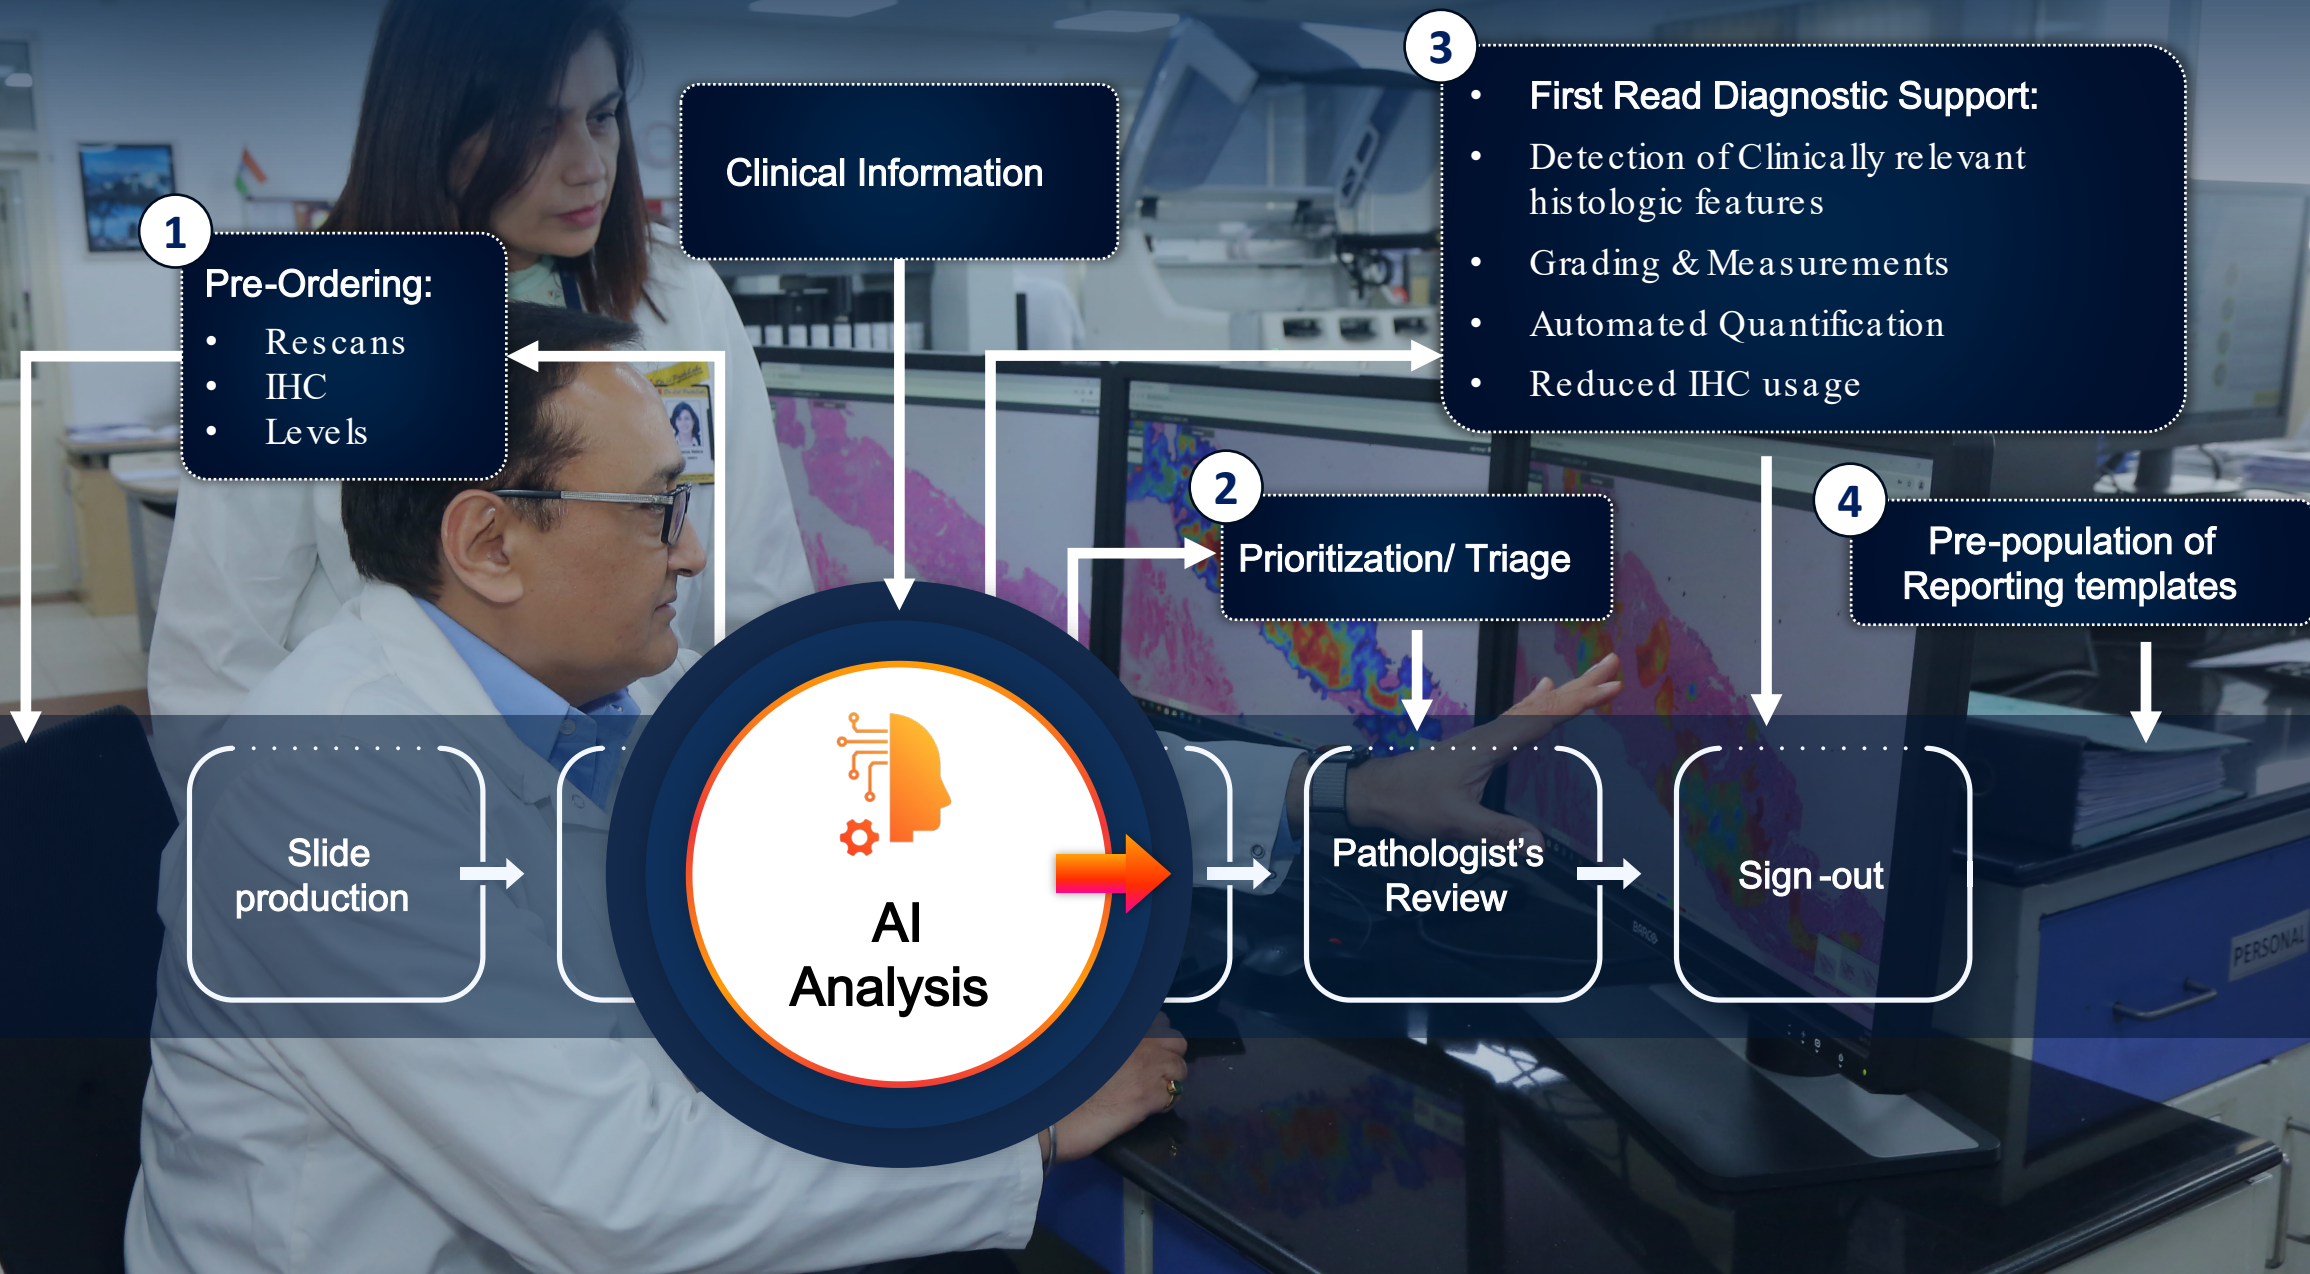 3
• First Read Diagnostic Support:
• Detection of Clinically relevant
histologic features
• Grading & Measurements
• Automated Quantification
• Reduced IHC usage
Clinical Information
1
Pre-Ordering:
• Rescans
• IHC
• Levels
2
Prioritization/ Triage
4
Pre-population of
Reporting templates
Slide
production
AI
Analysis
Pathologist’s
Review
Sign-out
BARCO
PERSONAL